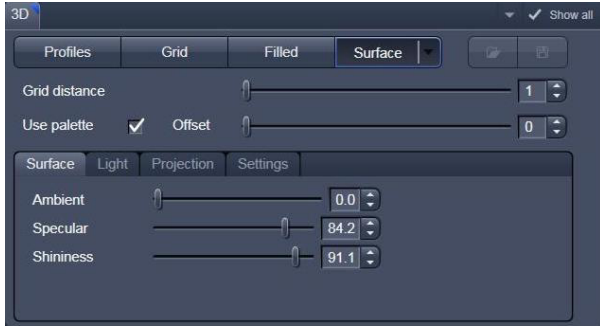 3D Show all
Profiles Grid Filled Surface
Grid distance 1
Use palette Offset 0
Surface Light Projection Settings
Ambient 0.0
Specular 84.2
Shininess 91.1